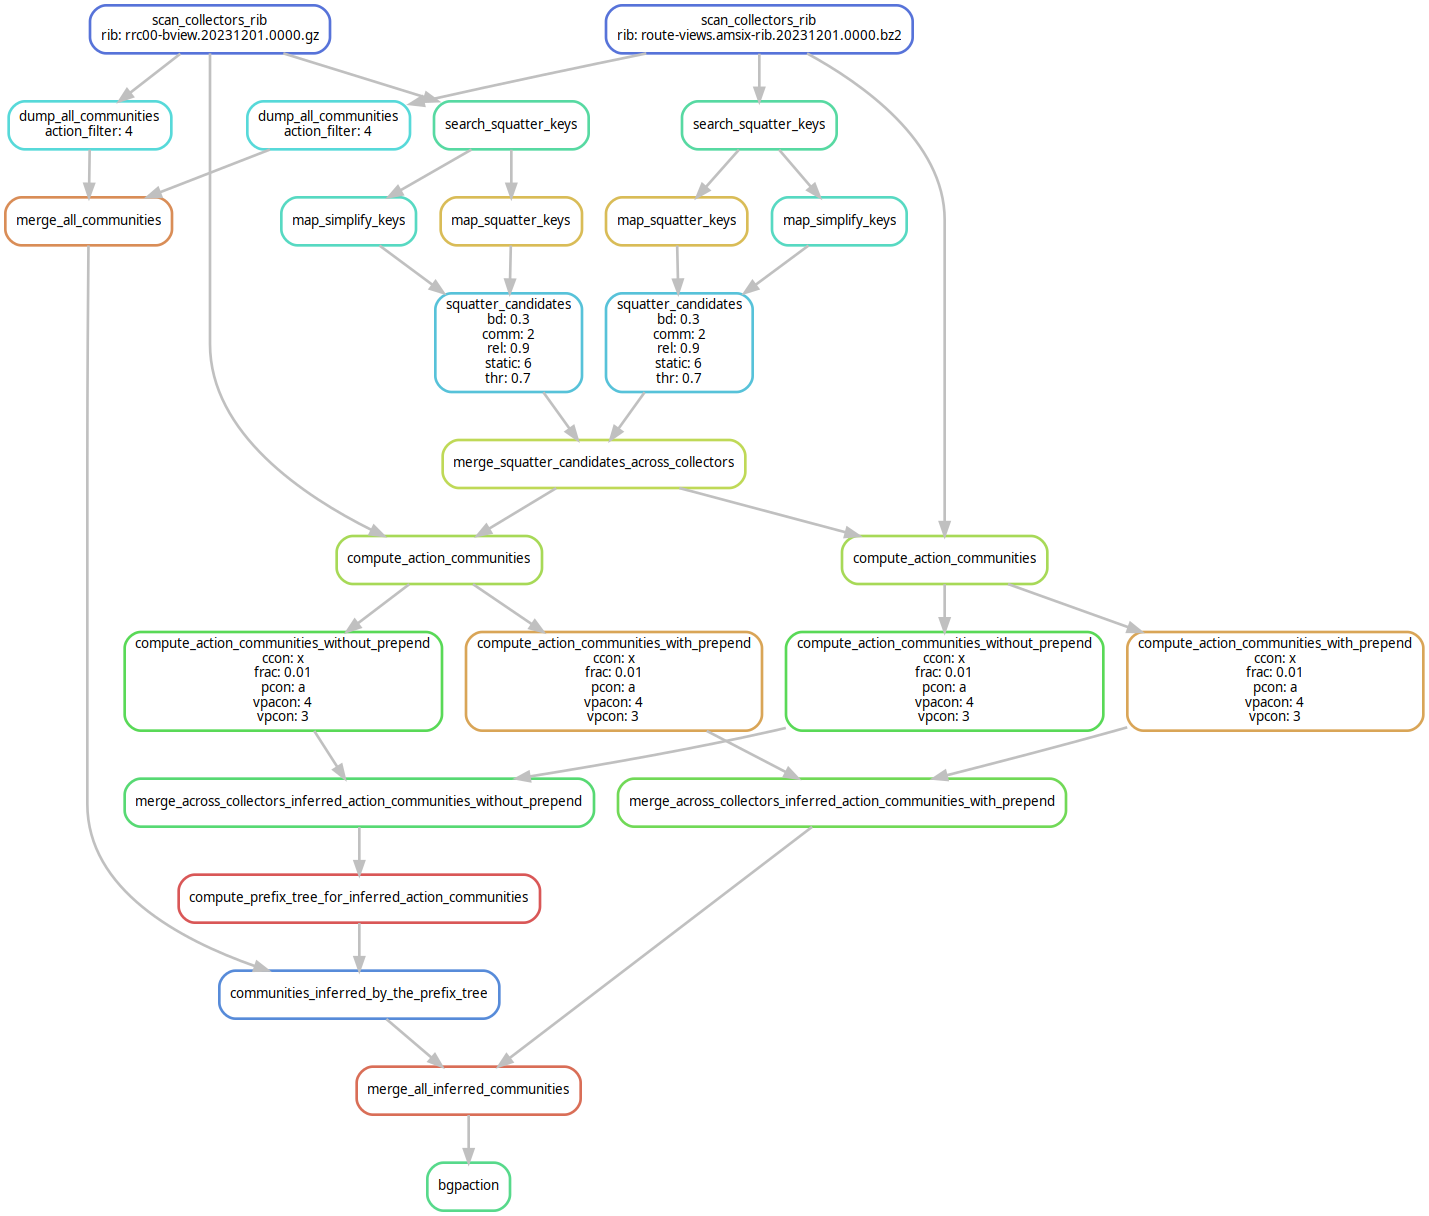 scan_collectors_rib
rib: rrc00-bview.20231201.0000.gz
scan_collectors_rib
rib: route-views.amsix-rib.20231201.0000.bz2
dump_all_communities
action_filter: 4
dump_all_communities
action_filter: 4
search_squatter_keys
search_squatter_keys
merge_all_communities
map_simplify_keys
map_squatter_keys
map_squatter_keys
map_simplify_keys
squatter_candidates
bd: 0.3
comm: 2
rel: 0.9
static: 6
thr: 0.7
squatter_candidates
bd: 0.3
comm: 2
rel: 0.9
static: 6
thr: 0.7
merge_squatter_candidates_across_collectors
compute_action_communities
compute_action_communities
compute_action_communities_without_prepend
ccon: x
frac: 0.01
pcon: a
vpacon: 4
vpcon: 3
compute_action_communities_with_prepend
ccon: x
frac: 0.01
pcon: a
vpacon: 4
vpcon: 3
compute_action_communities_without_prepend
ccon: x
frac: 0.01
pcon: a
vpacon: 4
vpcon: 3
compute_action_communities_with_prepend
ccon: x
frac: 0.01
pcon: a
vpacon: 4
vpcon: 3
merge_across_collectors_inferred_action_communities_without_prepend
merge_across_collectors_inferred_action_communities_with_prepend
compute_prefix_tree_for_inferred_action_communities
communities_inferred_by_the_prefix_tree
merge_all_inferred_communities
bgpaction